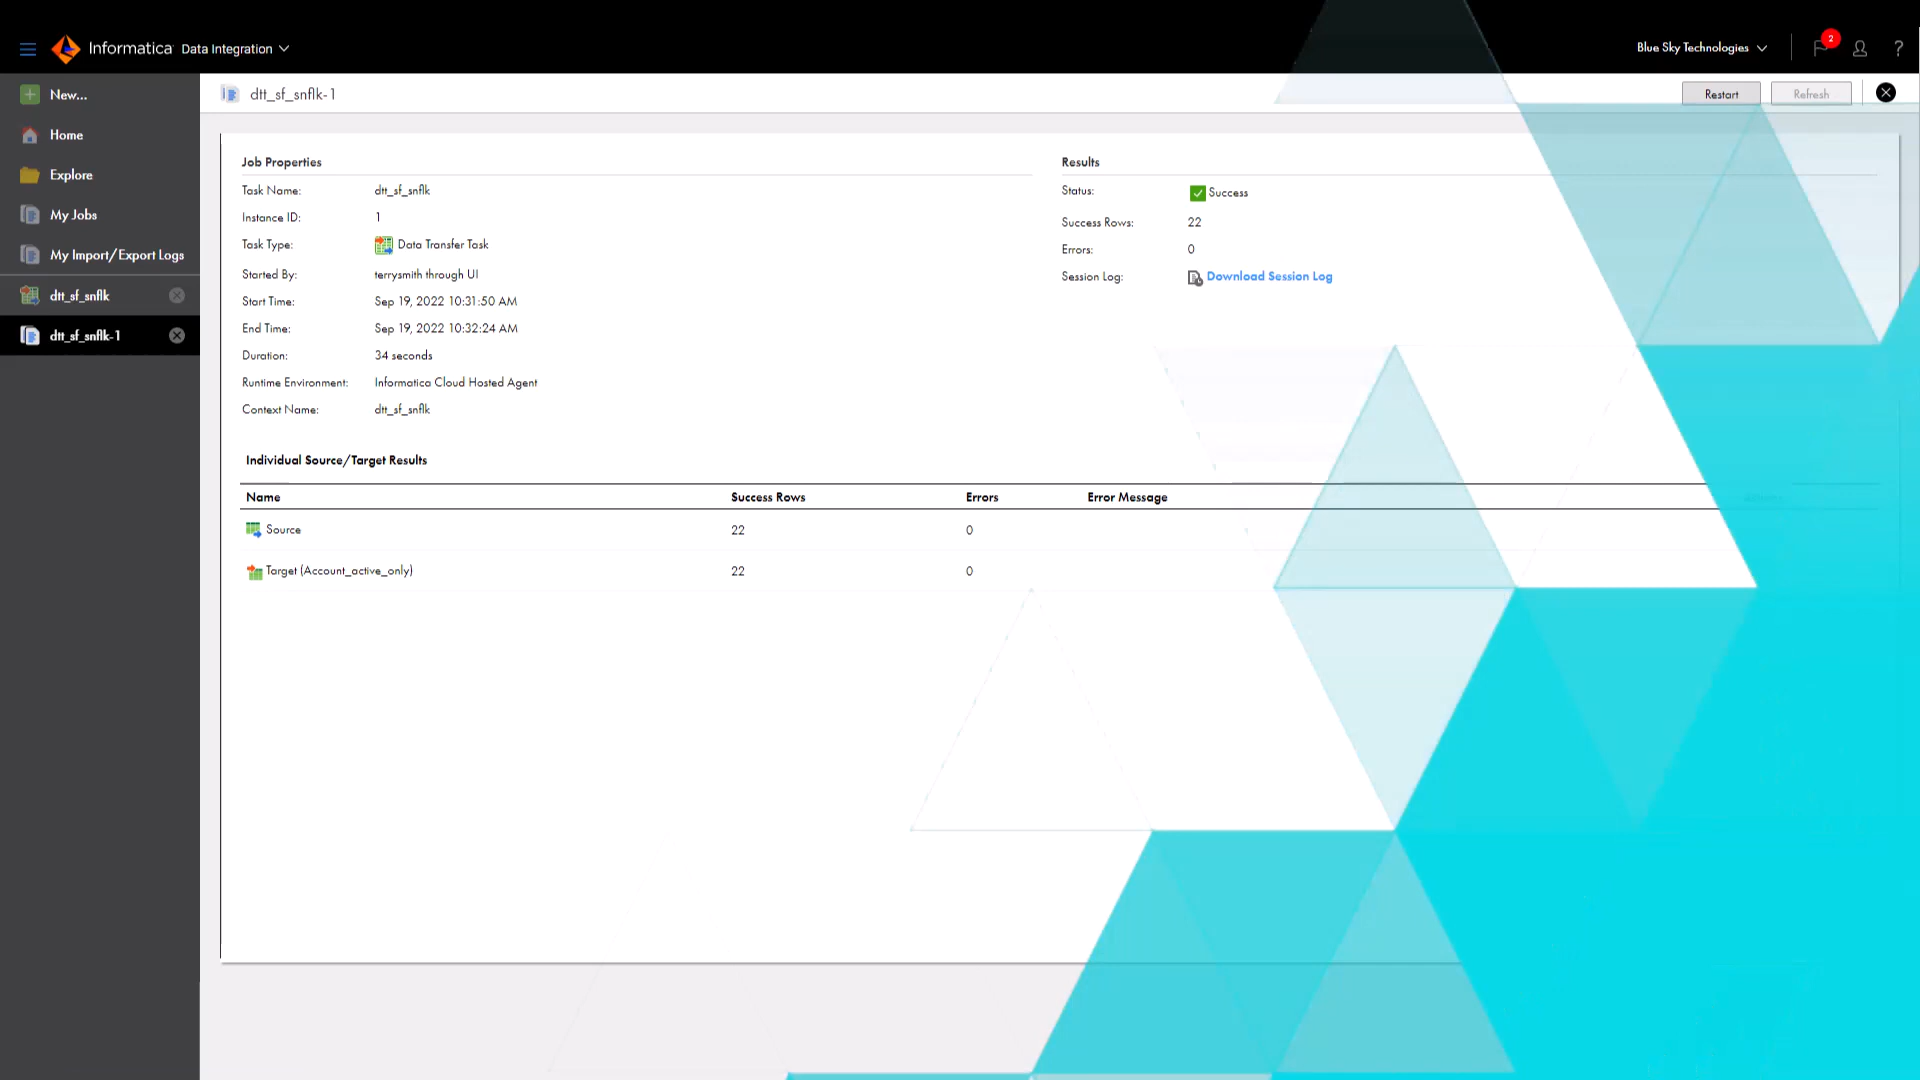 Informatica Data Integration
Blue Sky Technologies
2
?
New...
Home
Explore
My Jobs
My Import/Export Logs
dtt_sf_snflk
dtt_sf_snflk-1
dtt_sf_snflk-1
Restart
Refresh
Job Properties
Task Name: dtt_sf_snflk
Instance ID: 1
Task Type: Data Transfer Task
Started By: terrysmith through UI
Start Time: Sep 19, 2022 10:31:50 AM
End Time: Sep 19, 2022 10:32:24 AM
Duration: 34 seconds
Runtime Environment: Informatica Cloud Hosted Agent
Context Name: dtt_sf_snflk
Results
Status: Success
Success Rows: 22
Errors: 0
Session Log: Download Session Log
Individual Source/Target Results
Name Success Rows Errors Error Message
Source 22 0
Target (Account_active_only) 22 0